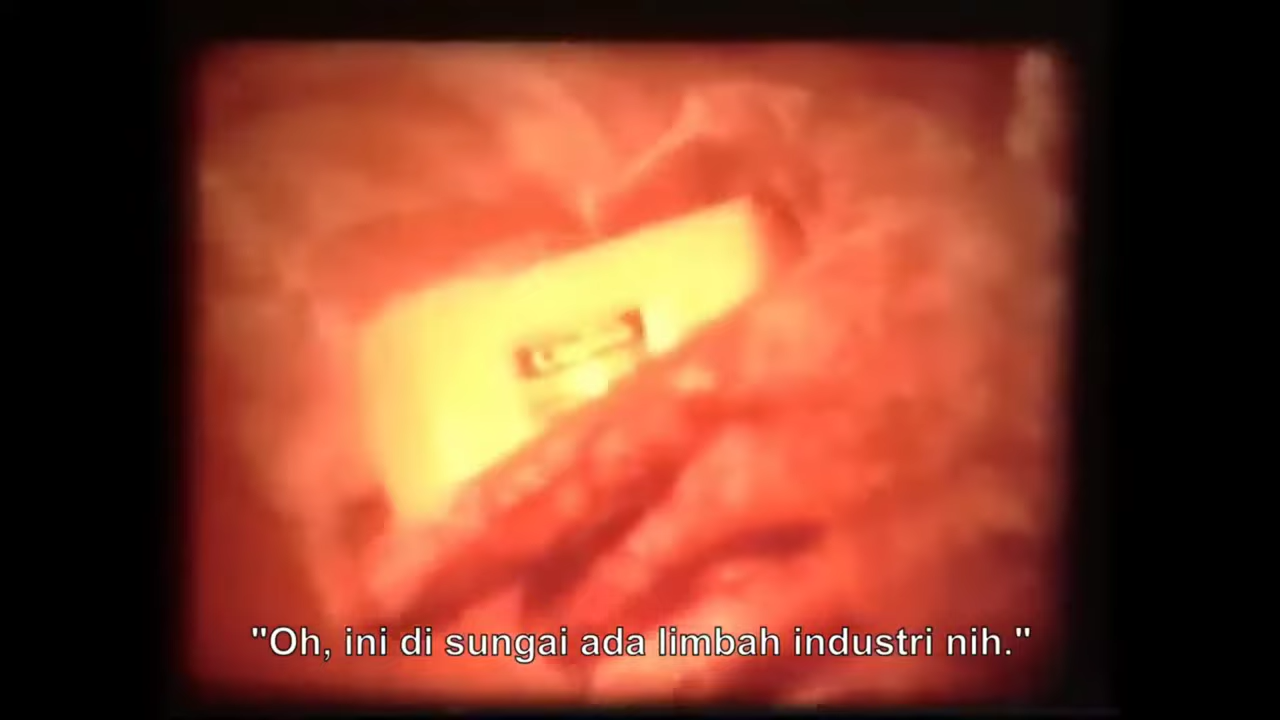 "Oh, ini di sungai ada limbah industri nih."